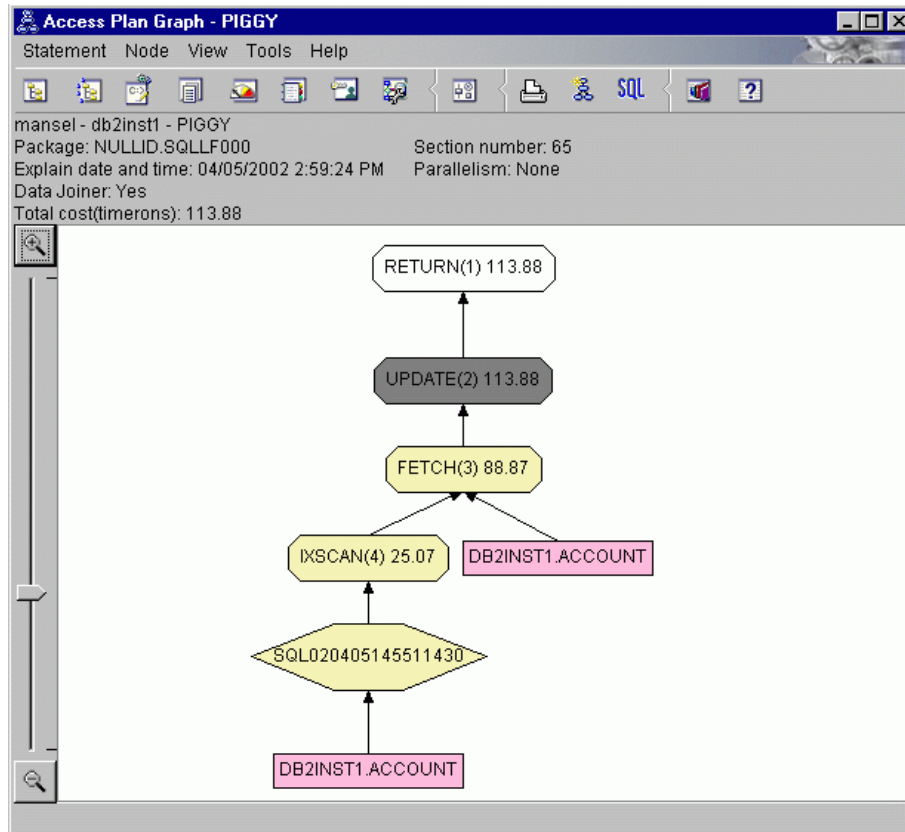 Access Plan Graph - PIGGY
Statement Node View Tools Help
SQL ?
mansel - db2inst1 - PIGGY
Package: NULLID.SQLLF000 Section number: 65
Explain date and time: 04/05/2002 2:59:24 PM Parallelism: None
Data Joiner: Yes
Total cost(timerons): 113.88
RETURN(1) 113.88
UPDATE(2) 113.88
FETCH(3) 88.87
IXSCAN(4) 25.07 DB2INST1.ACCOUNT
SQL020405145511430
DB2INST1.ACCOUNT